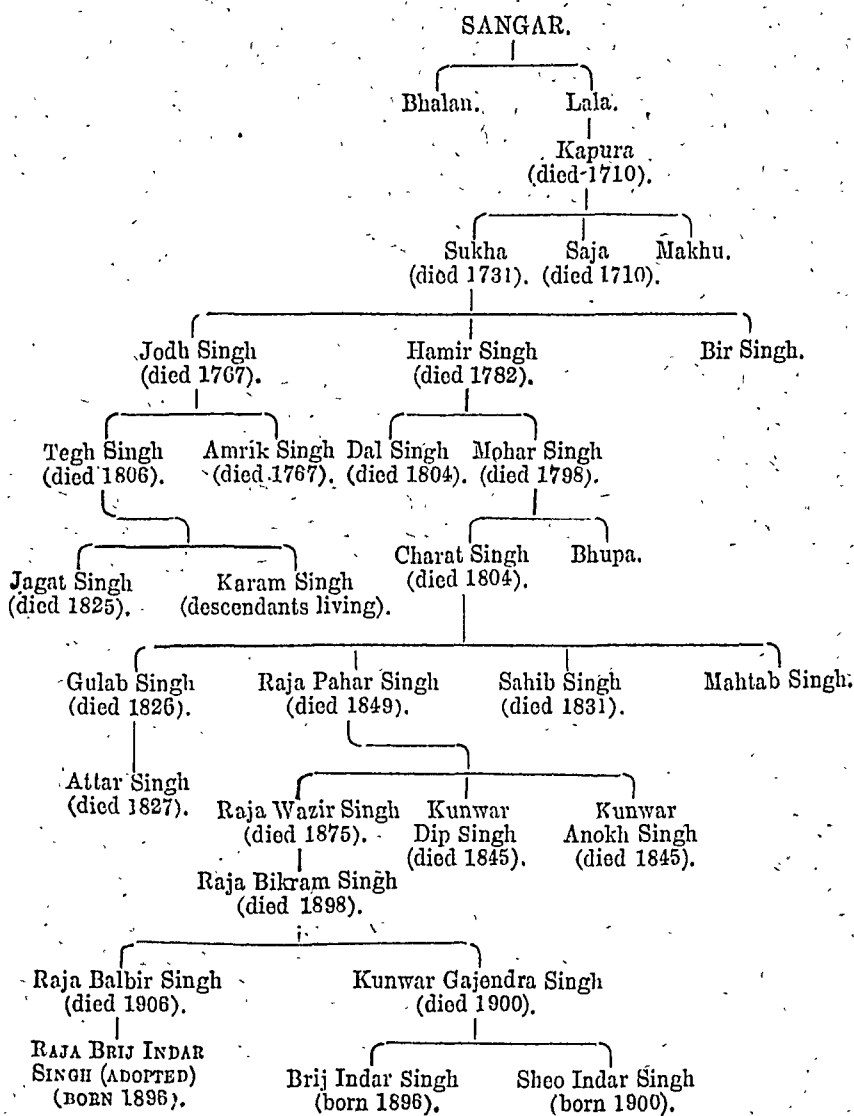 SANGAR.
Bhalan. Lala.
Kapura
(died 1710).
Sukha Saja Makhu.
(died 1731). (died 1710).
Jodh Singh Hamir Singh Bir Singh.
(died 1767). (died 1782).
Tegh Singh Amrik Singh Dal Singh Mohar Singh
(died 1806). (died 1767). (died 1804). (died 1798).
Charat Singh Bhupa.
(died 1804).
Jagat Singh Karam Singh
(died 1825). (descendants living).
Gulab Singh Raja Pahar Singh Sahib Singh Mahtab Singh.
(died 1826). (died 1849). (died 1831).
Attar Singh
(died 1827).
Raja Wazir Singh Kunwar Kunwar
(died 1875). Dip Singh Anokh Singh
(died 1845). (died 1845).
Raja Bikram Singh
(died 1898).
Raja Balbir Singh Kunwar Gajendra Singh
(died 1906). (died 1900).
RAJA BRIJ INDAR
SINGH (ADOPTED)
(BORN 1896).
Brij Indar Singh Sheo Indar Singh
(born 1896). (born 1900).